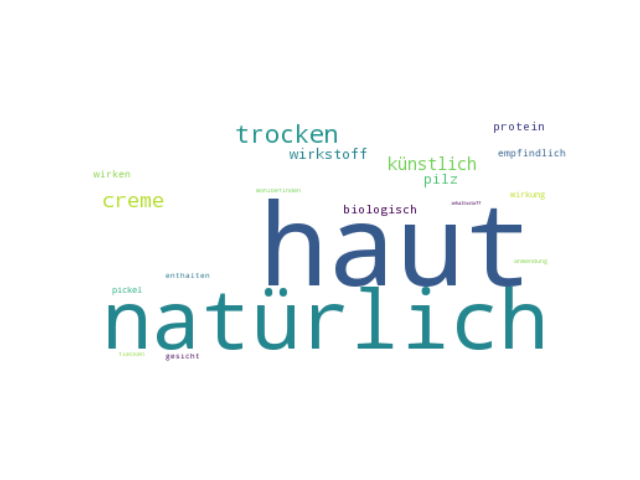 protein
trocken
wirkstoff
empfindlich
künstlich
wirken
pilz
wirkung
creme
biologisch
haut
enthalten
anwendung
pickel
natürlich
gesicht